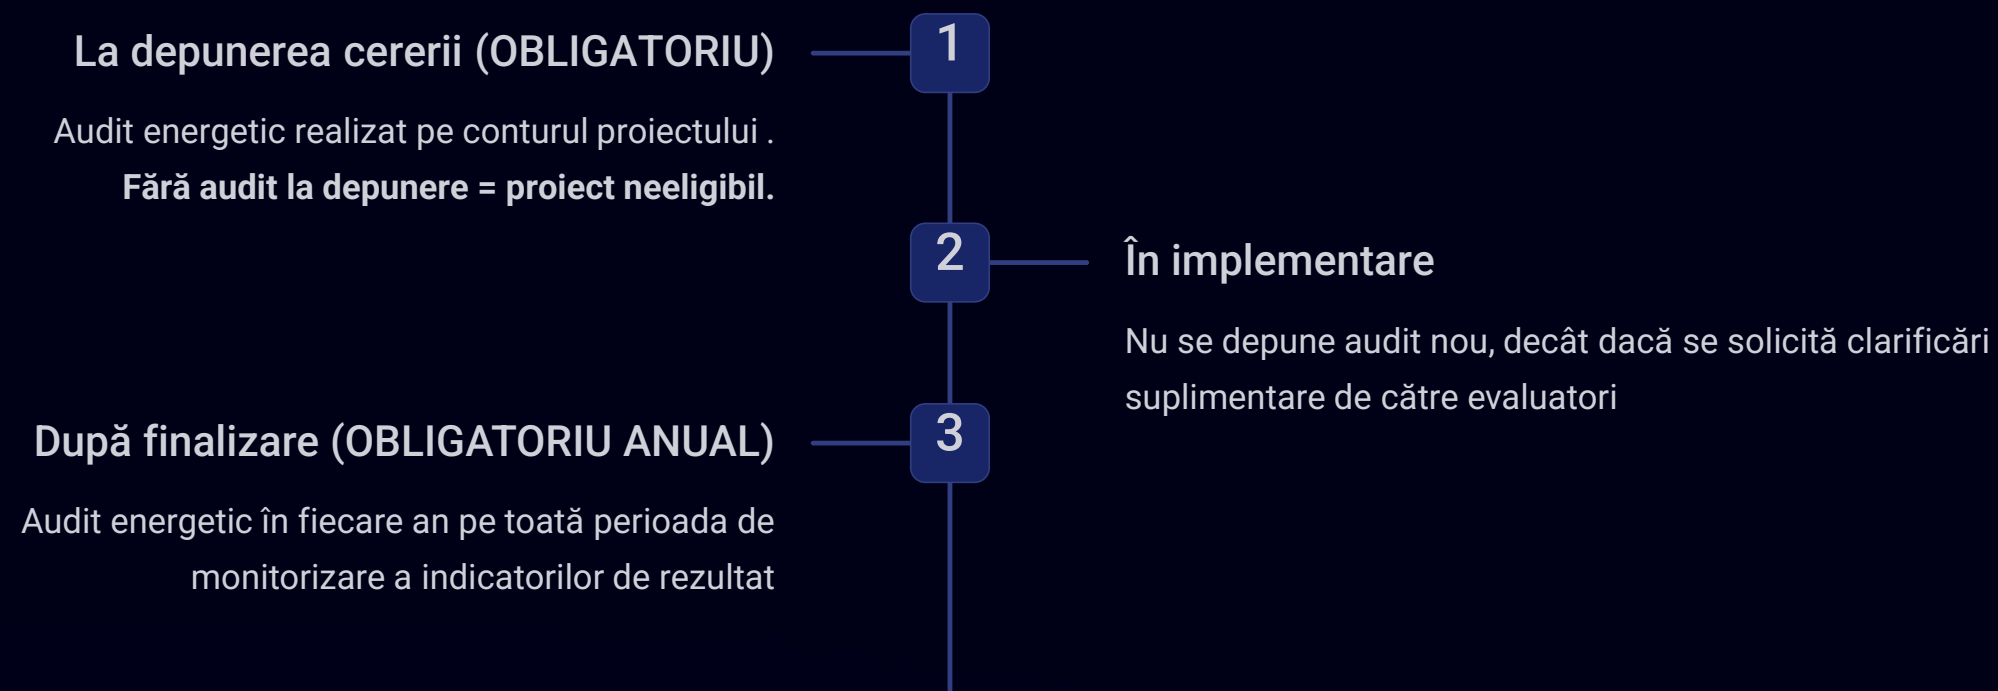 1
La depunerea cererii (OBLIGATORIU)
Audit energetic realizat pe conturul proiectului .
Fără audit la depunere = proiect neeligibil.
2
În implementare
Nu se depune audit nou, decât dacă se solicită clarificări
suplimentare de către evaluatori
3
După finalizare (OBLIGATORIU ANUAL)
Audit energetic în fiecare an pe toată perioada de
monitorizare a indicatorilor de rezultat